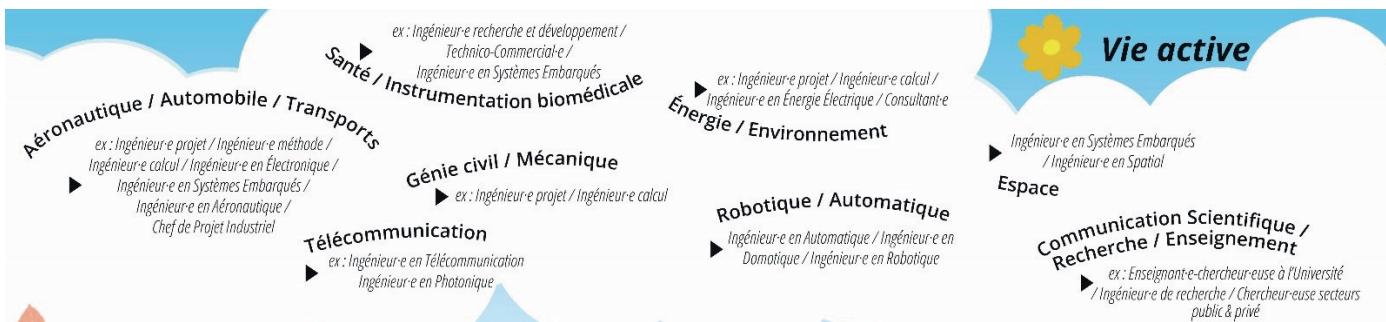 Vie active
ex : Ingénieur·e recherche et développement /
Technico-Commercial·e /
Ingénieur·e en Systèmes Embarqués
Santé / Instrumentation biomédicale
ex : Ingénieur·e projet / Ingénieur·e calcul /
Ingénieur·e en Énergie Électrique / Consultant·e
Énergie / Environnement
Aéronautique / Automobile / Transports
ex : Ingénieur·e projet / Ingénieur·e méthode /
Ingénieur·e calcul / Ingénieur·e en Électronique /
Ingénieur·e en Systèmes Embarqués /
Ingénieur·e en Aéronautique /
Chef de Projet Industriel
Génie civil / Mécanique
ex : Ingénieur·e projet / Ingénieur·e calcul
Ingénieur·e en Systèmes Embarqués
/ Ingénieur·e en Spatial
Espace
Télécommunication
ex : Ingénieur·e en Télécommunication
Ingénieur·e en Photonique
Robotique / Automatique
Ingénieur·e en Automatique / Ingénieur·e en
Domotique / Ingénieur·e en Robotique
Communication Scientifique /
Recherche / Enseignement
ex : Enseignant·e-chercheur·euse à l'Université
/ Ingénieur·e de recherche / Chercheur·euse secteurs
public & privé